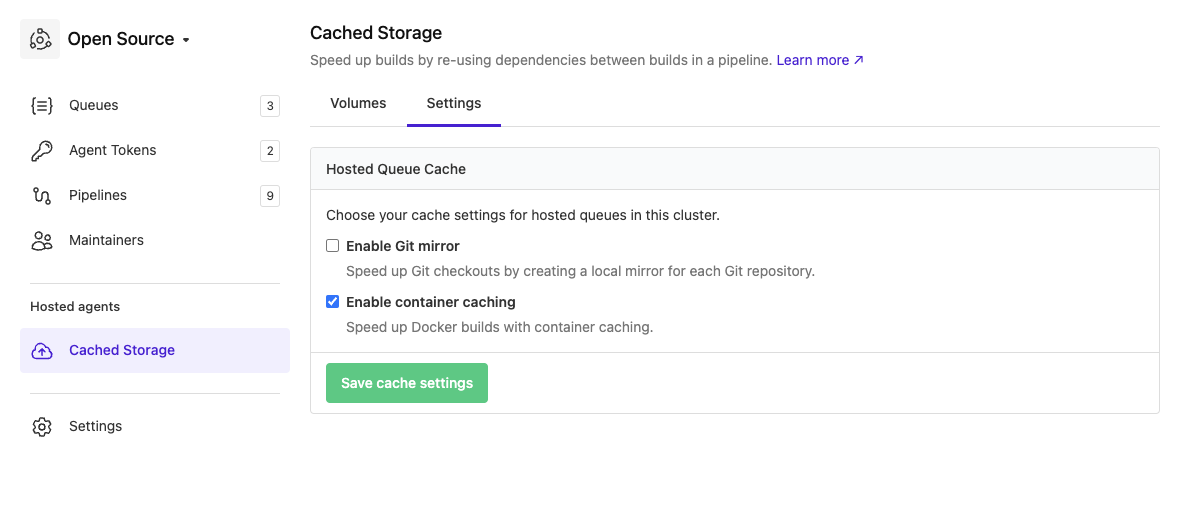 Open Source
Queues 3
Agent Tokens 2
Pipelines 9
Maintainers
Hosted agents
Cached Storage
Settings
Cached Storage
Speed up builds by re-using dependencies between builds in a pipeline. Learn more ↗
Volumes Settings
Hosted Queue Cache
Choose your cache settings for hosted queues in this cluster.
Enable Git mirror
Speed up Git checkouts by creating a local mirror for each Git repository.
Enable container caching
Speed up Docker builds with container caching.
Save cache settings